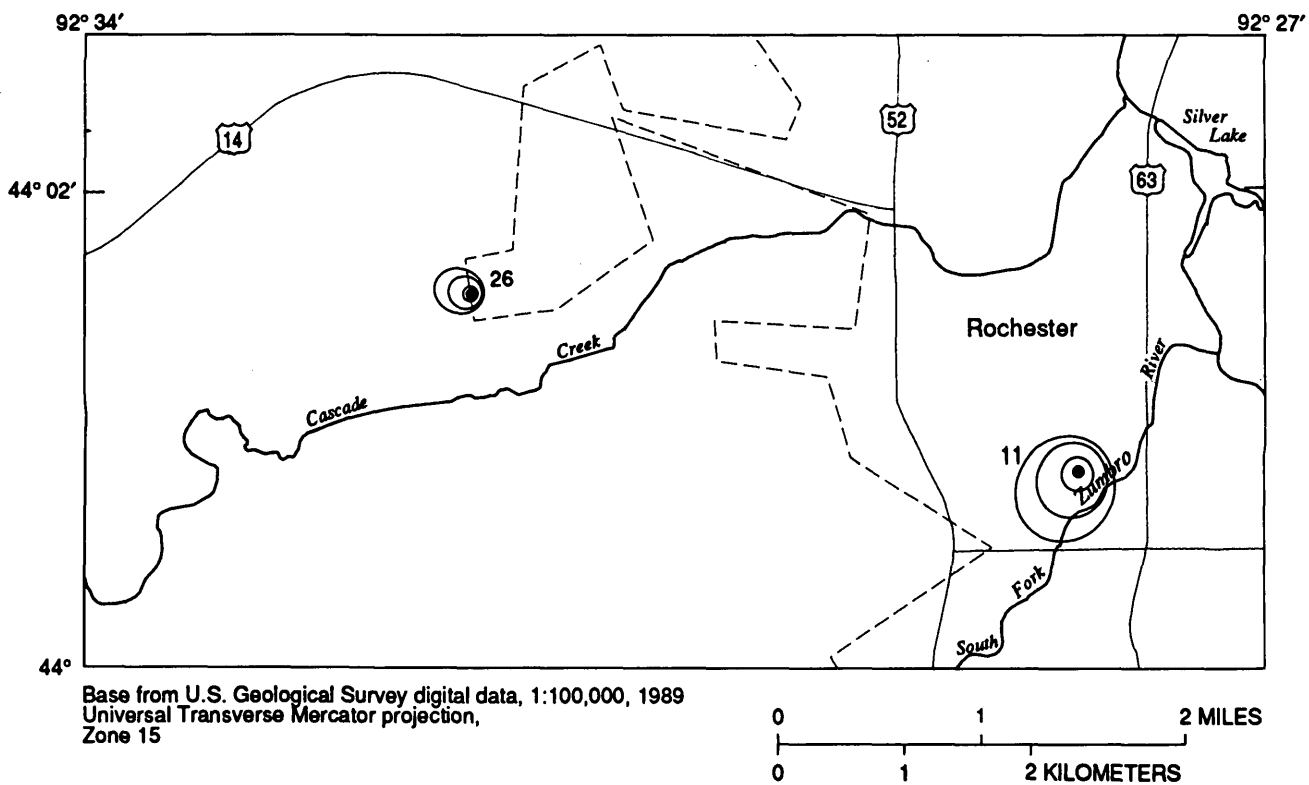 92° 34′
92° 27′
14
52
Silver
Lake
63
44° 02′
26
Rochester
Creek
River
Cascade
11
Zumbro
Fork
South
44°
Base from U.S. Geological Survey digital data, 1:100,000, 1989
Universal Transverse Mercator projection,
Zone 15
0 1 2 MILES
0 1 2 KILOMETERS